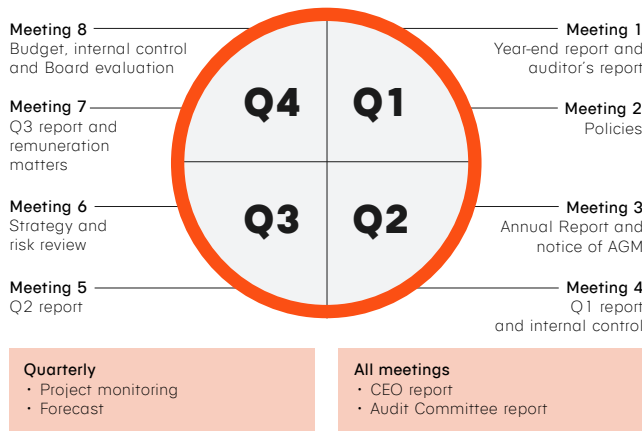 Meeting 8
Budget, internal control
and Board evaluation
Meeting 7
Q3 report and
remuneration
matters
Meeting 6
Strategy and
risk review
Meeting 5
Q2 report
Q4
Q1
Q3
Q2
Meeting 1
Year-end report and
auditor´s report
Meeting 2
Policies
Meeting 3
Annual Report and
notice of AGM
Meeting 4
Q1 report
and internal control
Quarterly
· Project monitoring
· Forecast
All meetings
· CEO report
· Audit Committee report